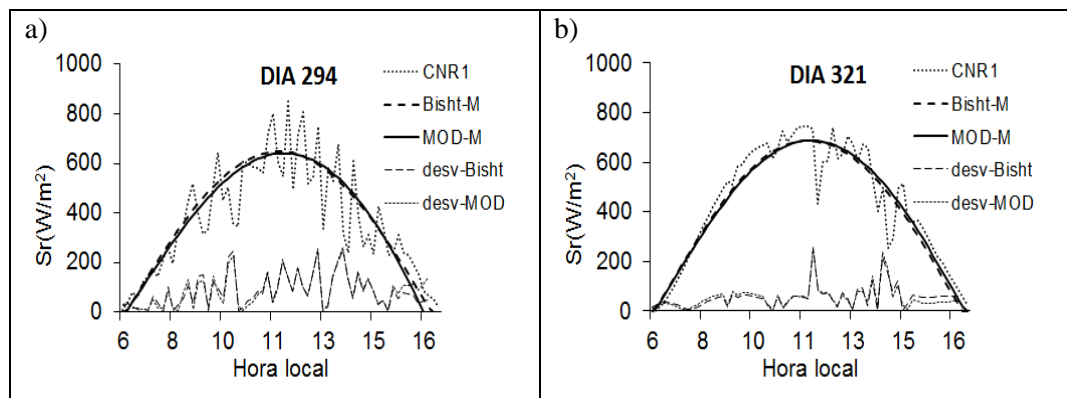 a)
1000
800
600
400
200
0
Sr(W/m²)
DIA 294
CNR1
Bisht-M
MOD-M
desv-Bisht
desv-MOD
6 8 10 11 13 15 16
Hora local
b)
1000
800
600
400
200
0
Sr(W/m²)
DIA 321
CNR1
Bisht-M
MOD-M
desv-Bisht
desv-MOD
6 8 10 11 13 15 16
Hora local